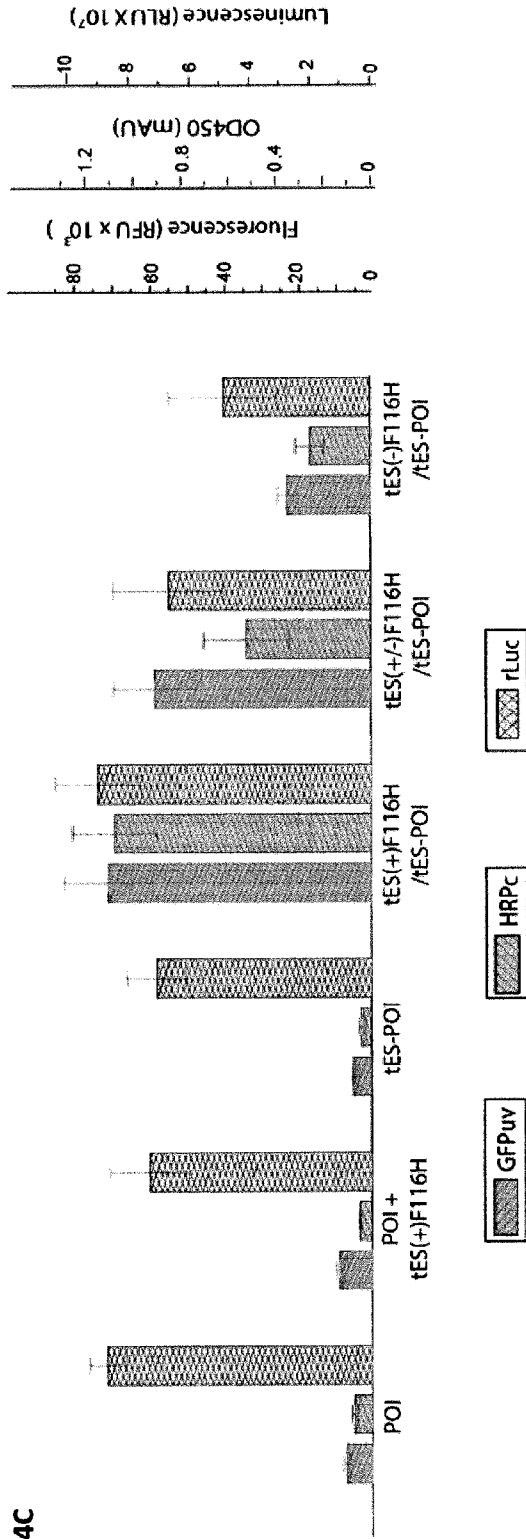 4C
Fluorescence (RFU x 10³ )
OD450 (mAU)
Luminescence (RLU X 10⁷)
80
60
40
20
0
1.2
0.8
0.4
0
10
8
6
4
2
0
POI
POI +
tES(+)F116H
tES-POI
tES(+)F116H
/tES-POI
tES(+/-)F116H
/tES-POI
tES(-)F116H
/tES-POI
GFPuv
HRPc
rLuc